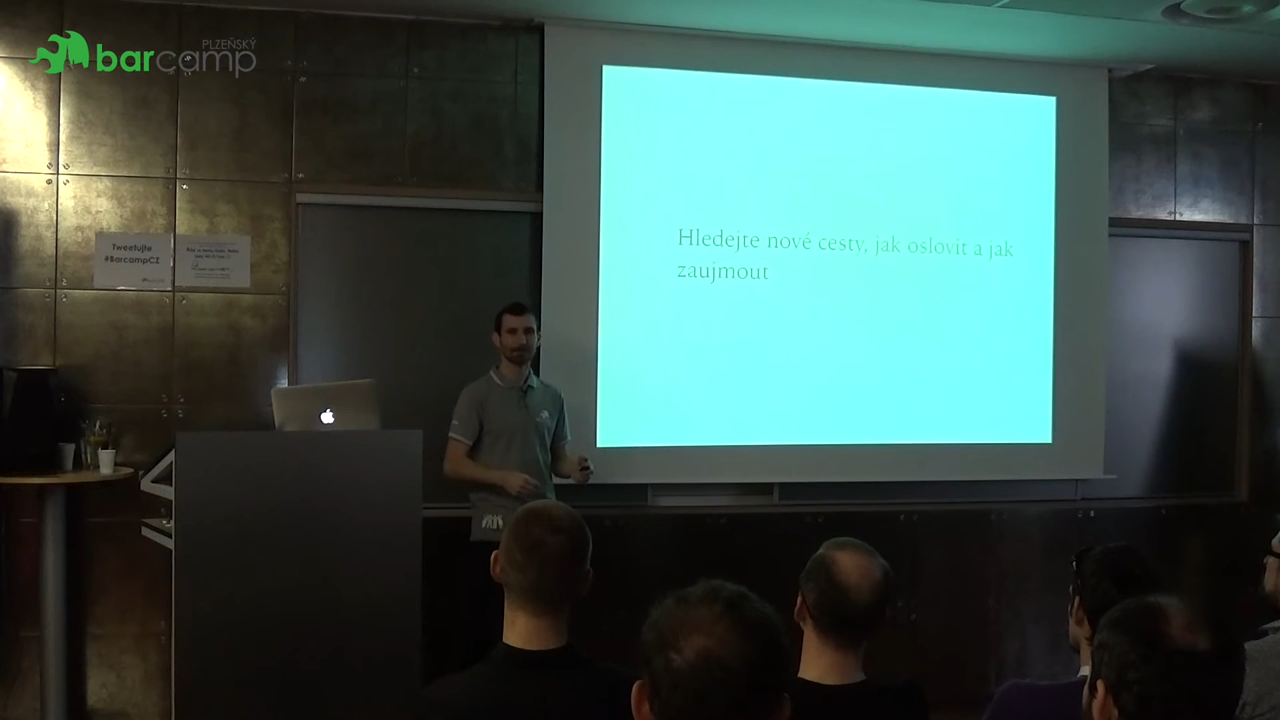 PLZEŇSKÝ
barcamp
Hledejte nové cesty, jak oslovit a jak
zaujmout
Tweetujte
#BarcampCZ